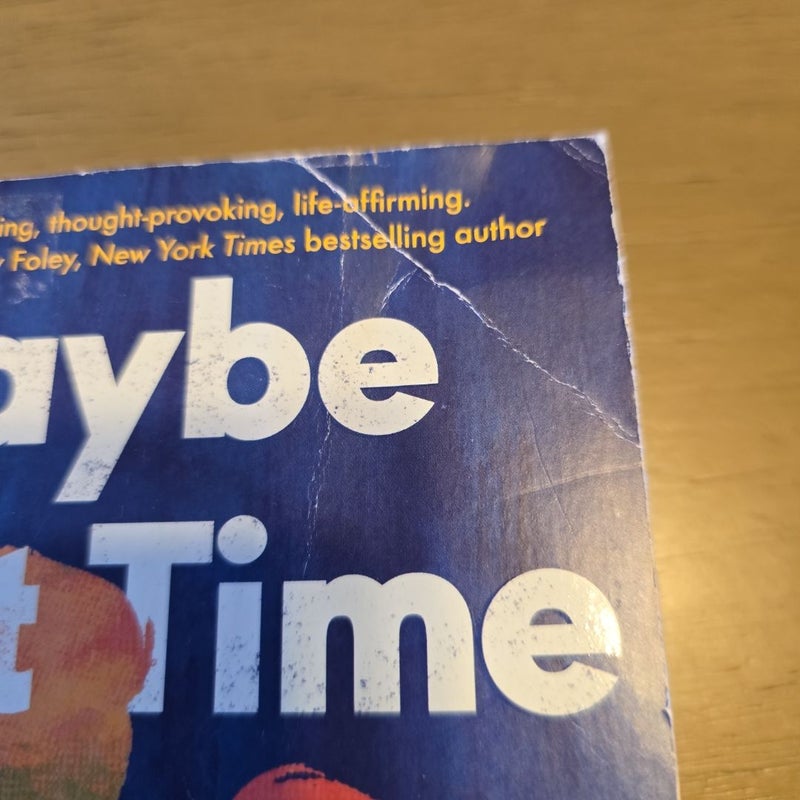 ing, thought-provoking, life-affirming.
Foley, New York Times bestselling author
aybe
t Time